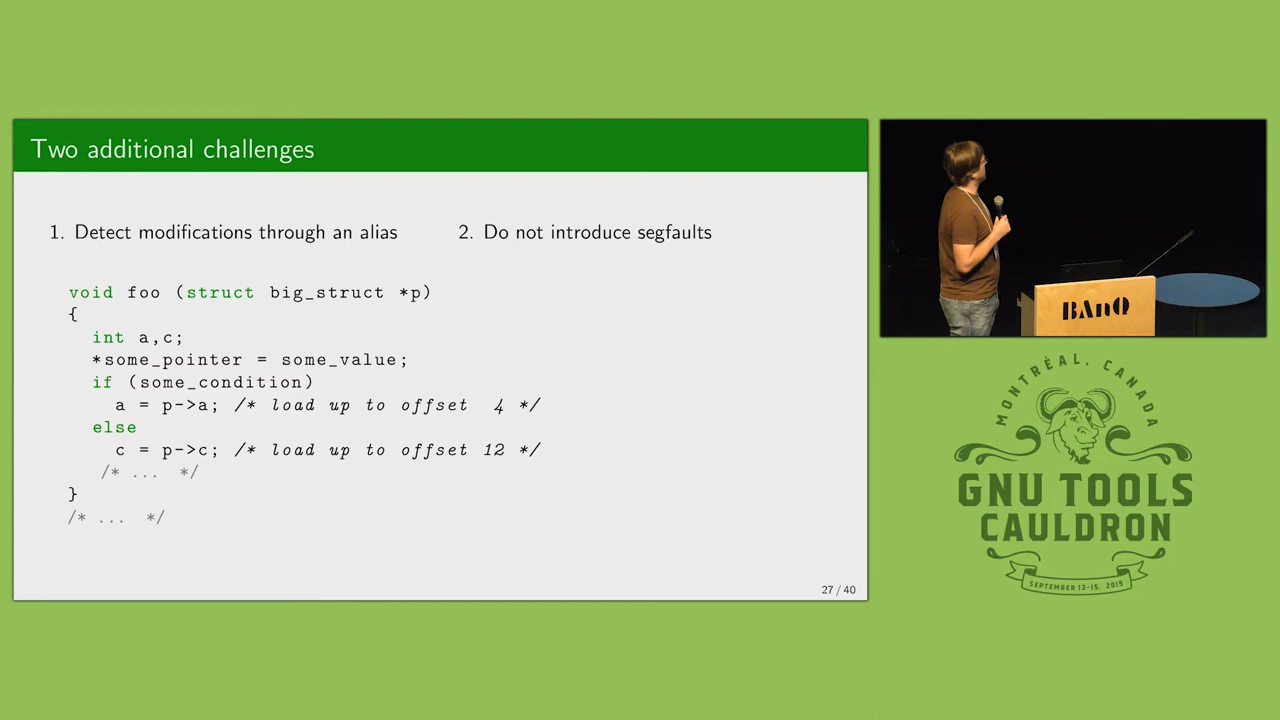 Two additional challenges
1. Detect modifications through an alias
2. Do not introduce segfaults
void foo (struct big_struct *p)
{
int a,c;
*some_pointer = some_value;
if (some_condition)
a = p->a; /* load up to offset 4 */
else
c = p->c; /* load up to offset 12 */
/* ... */
}
/* ... */
27 / 40
BAnQ
MONTRÉAL, CANADA
GNU TOOLS
CAULDRON
SEPTEMBER 13-15, 2019